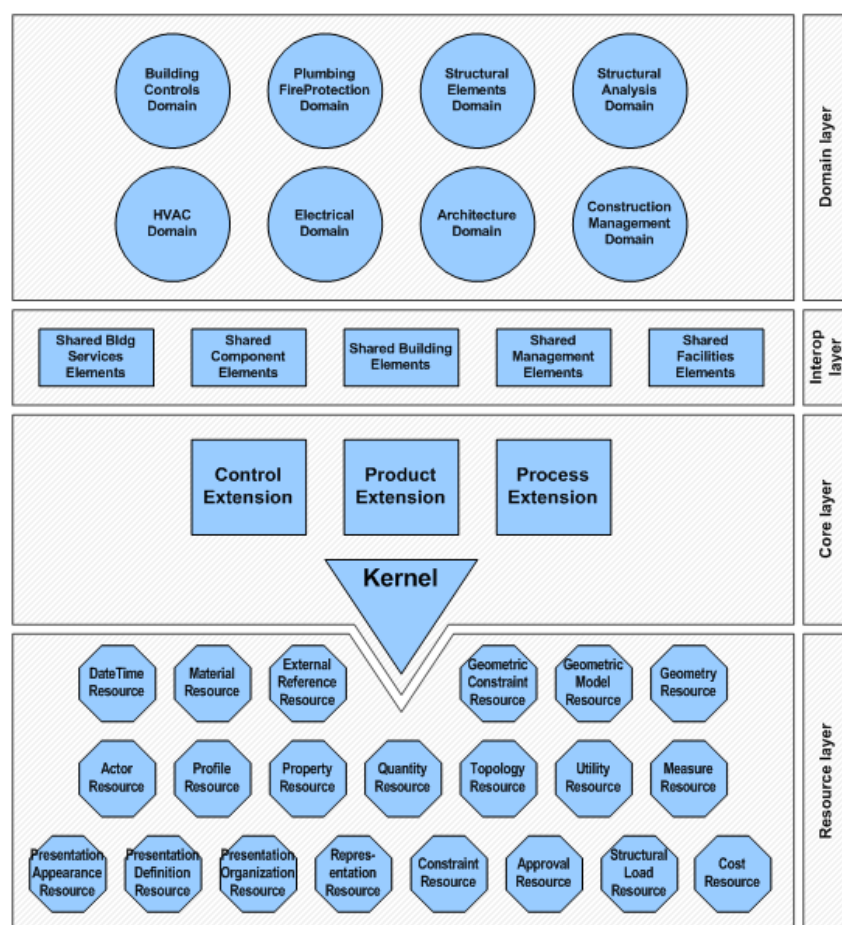 Building
Controls
Domain
Plumbing
FireProtection
Domain
Structural
Elements
Domain
Structural
Analysis
Domain
HVAC
Domain
Electrical
Domain
Architecture
Domain
Construction
Management
Domain
Domain layer
Shared Bldg
Services
Elements
Shared
Component
Elements
Shared Building
Elements
Shared
Management
Elements
Shared
Facilities
Elements
Interop
layer
Control
Extension
Product
Extension
Process
Extension
Kernel
Core layer
DateTime
Resource
Material
Resource
External
Reference
Resource
Geometric
Constraint
Resource
Geometric
Model
Resource
Geometry
Resource
Actor
Resource
Profile
Resource
Property
Resource
Quantity
Resource
Topology
Resource
Utility
Resource
Measure
Resource
Presentation
Appearance
Resource
Presentation
Definition
Resource
Presentation
Organization
Resource
Repres-
entation
Resource
Constraint
Resource
Approval
Resource
Structural
Load
Resource
Cost
Resource
Resource layer